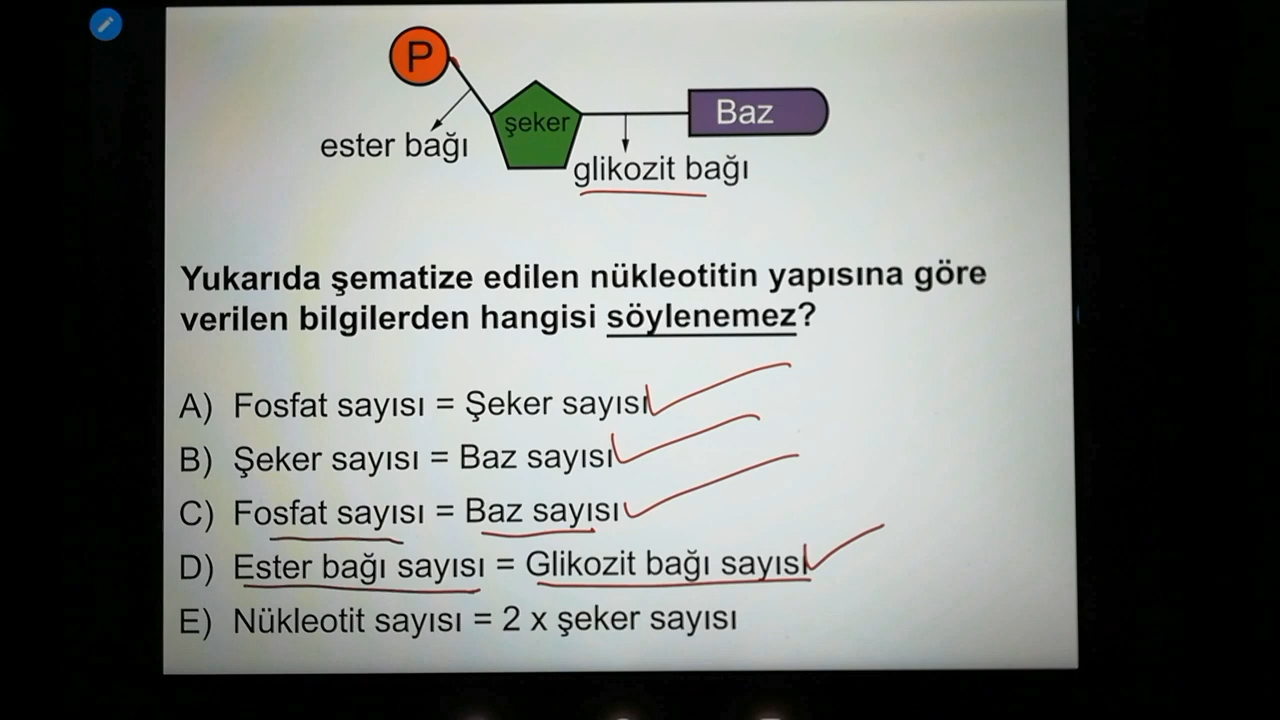 P
şeker
Baz
ester bağı
glikozit bağı
Yukarıda şematize edilen nükleotitin yapısına göre
verilen bilgilerden hangisi söylenemez?
A) Fosfat sayısı = Şeker sayısı
B) Şeker sayısı = Baz sayısı
C) Fosfat sayısı = Baz sayısı
D) Ester bağı sayısı = Glikozit bağı sayısı
E) Nükleotit sayısı = 2 x şeker sayısı